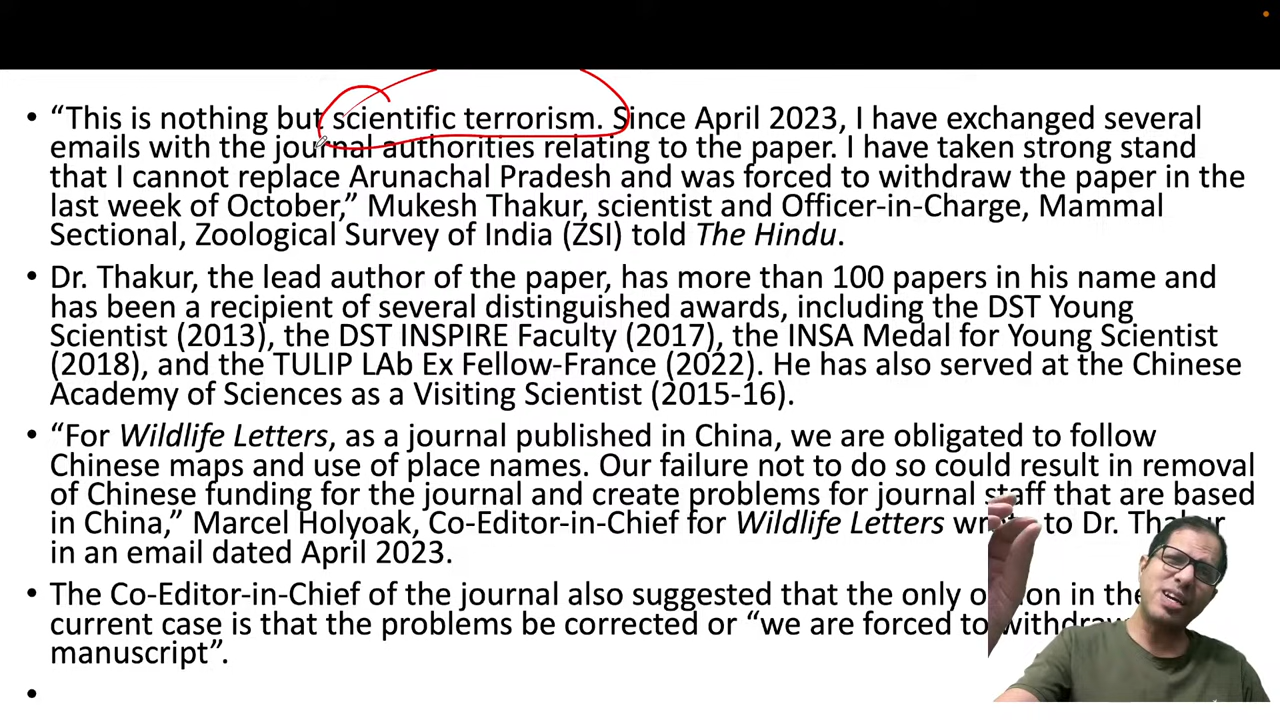 • “This is nothing but scientific terrorism. Since April 2023, I have exchanged several
emails with the journal authorities relating to the paper. I have taken strong stand
that I cannot replace Arunachal Pradesh and was forced to withdraw the paper in the
last week of October,” Mukesh Thakur, scientist and Officer-in-Charge, Mammal
Sectional, Zoological Survey of India (ZSI) told The Hindu.
• Dr. Thakur, the lead author of the paper, has more than 100 papers in his name and
has been a recipient of several distinguished awards, including the DST Young
Scientist (2013), the DST INSPIRE Faculty (2017), the INSA Medal for Young Scientist
(2018), and the TULIP LAb Ex Fellow-France (2022). He has also served at the Chinese
Academy of Sciences as a Visiting Scientist (2015-16).
• “For Wildlife Letters, as a journal published in China, we are obligated to follow
Chinese maps and use of place names. Our failure not to do so could result in removal
of Chinese funding for the journal and create problems for journal staff that are based
in China,” Marcel Holyoak, Co-Editor-in-Chief for Wildlife Letters wrote to Dr. Thakur
in an email dated April 2023.
• The Co-Editor-in-Chief of the journal also suggested that the only option in the
current case is that the problems be corrected or “we are forced to withdraw
manuscript”.
•